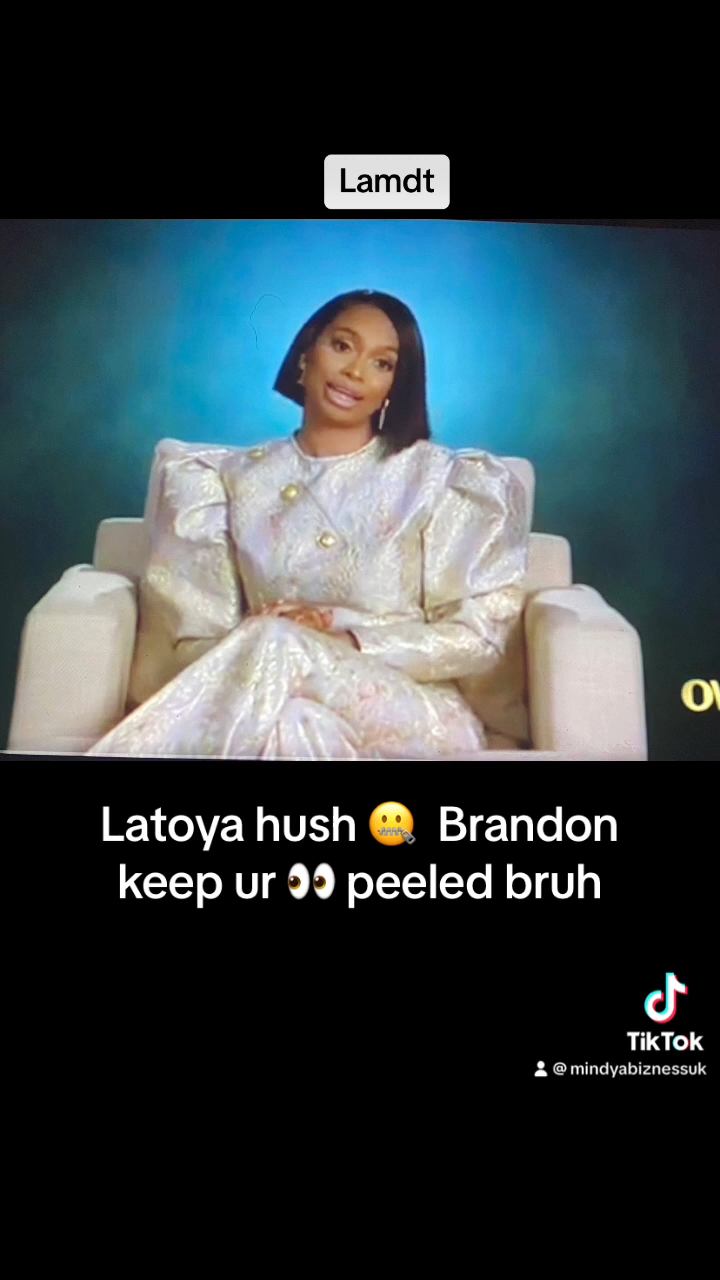 Lamdt
Latoya hush 🤐 Brandon
keep ur 👀 peeled bruh
TikTok
@mindyabiznessuk